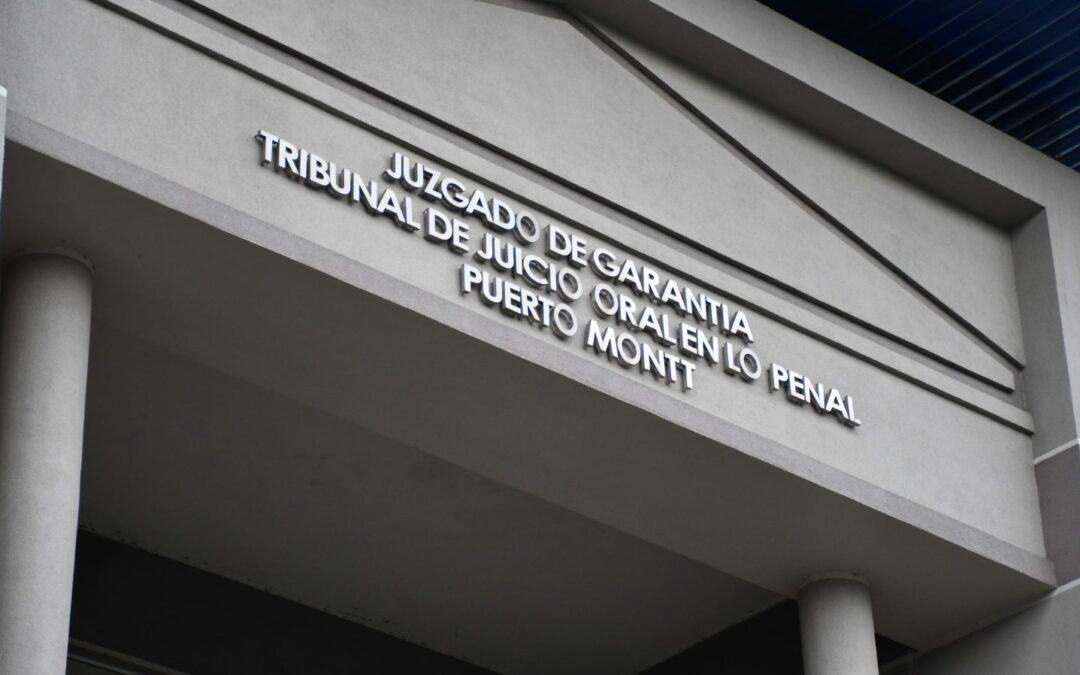 JUZGADO DE GARANTIA
TRIBUNAL DE JUICIO ORAL EN LO PENAL
PUERTO MONTT